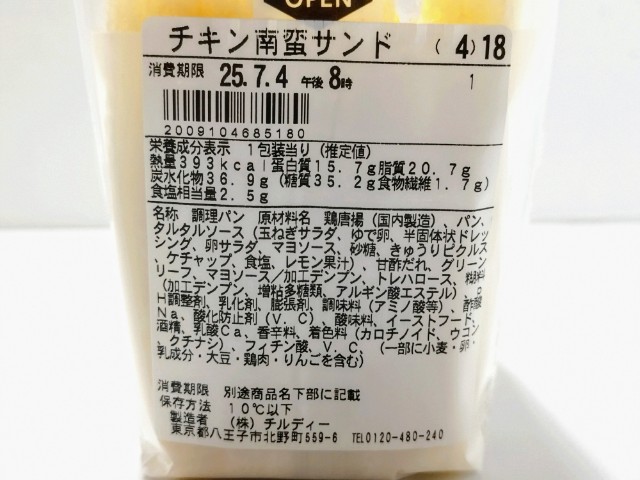 OPEN
チキン南蛮サンド (4)18
消費期限 25.7.4 午後8時 1
2009104685180
栄養成分表示 1包装当り(推定値)
熱量393kcal蛋白質15.7g脂質20.7g
炭水化物36.9g(糖質35.2g食物繊維1.7g)
食塩相当量2.5g
名称 調理パン 原材料名 鶏唐揚(国内製造)、パン、
タルタルソース(玉ねぎサラダ、ゆで卵、半固体状ドレッ
シング、卵サラダ、マヨソース、砂糖、きゅうりピクルス
、ケチャップ、食塩、レモン果汁)、甘酢だれ、グリーン
リーフ、マヨソース/加工デンプン、トレハロース、糊料
(加工デンプン、増粘多糖類、アルギン酸エステル)、p
H調整剤、乳化剤、膨張剤、調味料(アミノ酸等)、酢酸
Na、酸化防止剤(V.C)、酸味料、イーストフード、
酒精、乳酸Ca、香辛料、着色料(カロチノイド、ウコン
、クチナシ)、フィチン酸、V.C、(一部に小麦・卵・
乳成分・大豆・鶏肉・りんごを含む)
消費期限 別途商品名下部に記載
保存方法 10℃以下
製造者 (株)チルディー
東京都八王子市北野町559-6 TEL0120-480-240